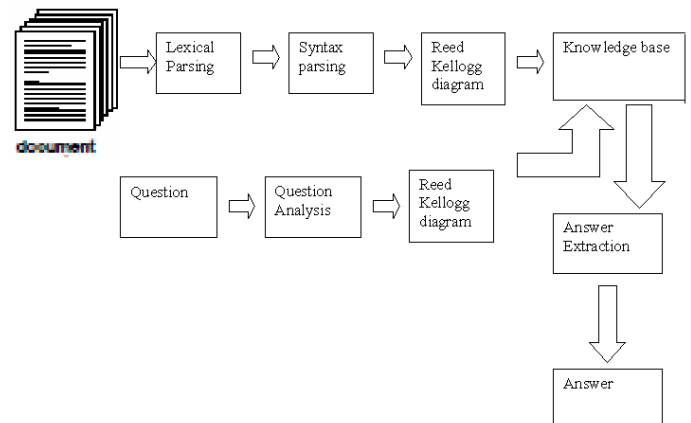 Lexical
Parsing
Syntax
parsing
Reed
Kellogg
diagram
Knowledge base
document
Question
Question
Analysis
Reed
Kellogg
diagram
Answer
Extraction
Answer